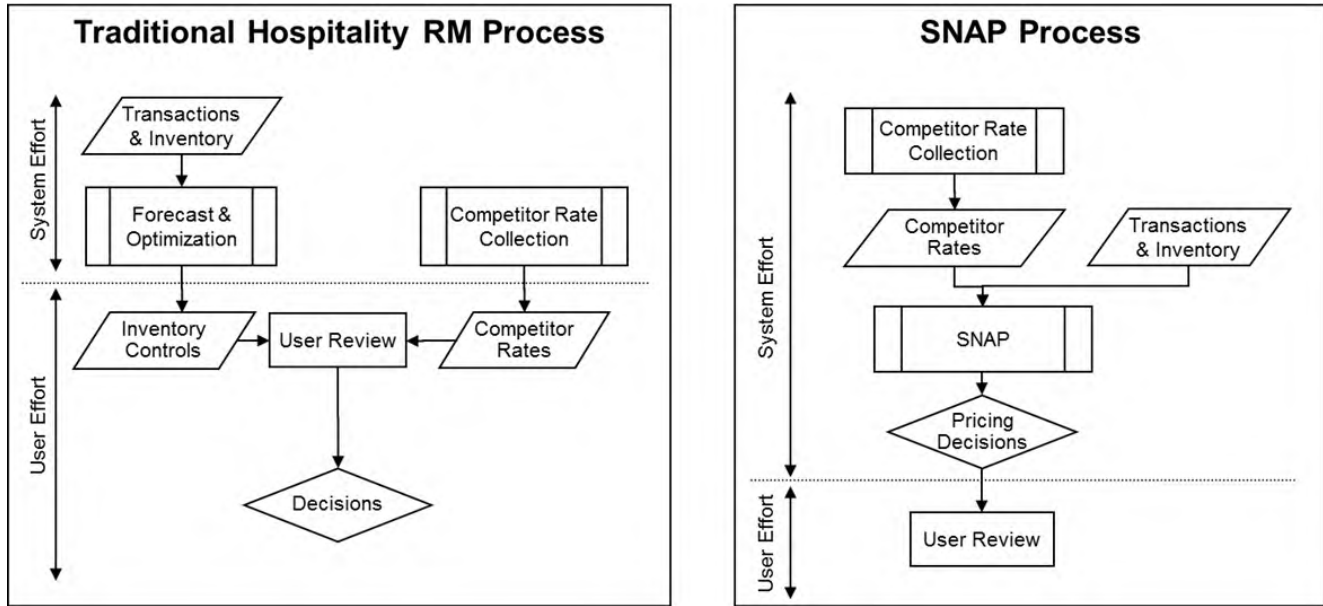 Traditional Hospitality RM Process
System Effort
Transactions
& Inventory
Forecast &
Optimization
Competitor Rate
Collection
User Effort
Inventory
Controls
User Review
Competitor
Rates
Decisions
SNAP Process
System Effort
Competitor Rate
Collection
Competitor
Rates
Transactions
& Inventory
SNAP
Pricing
Decisions
User Effort
User Review